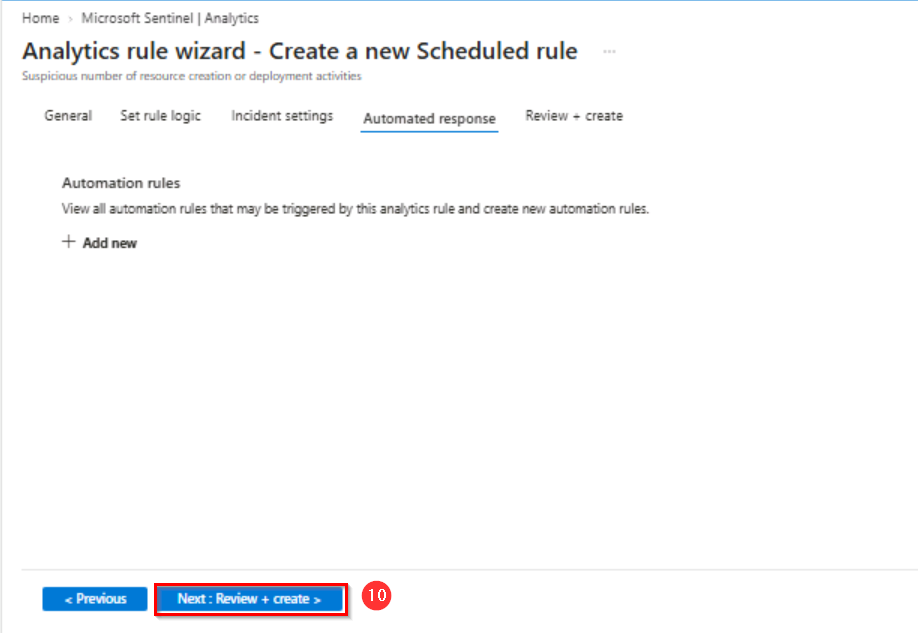 Home > Microsoft Sentinel | Analytics
Analytics rule wizard - Create a new Scheduled rule ...
Suspicious number of resource creation or deployment activities
General Set rule logic Incident settings Automated response Review + create
Automation rules
View all automation rules that may be triggered by this analytics rule and create new automation rules.
+ Add new
< Previous Next : Review + create > 10